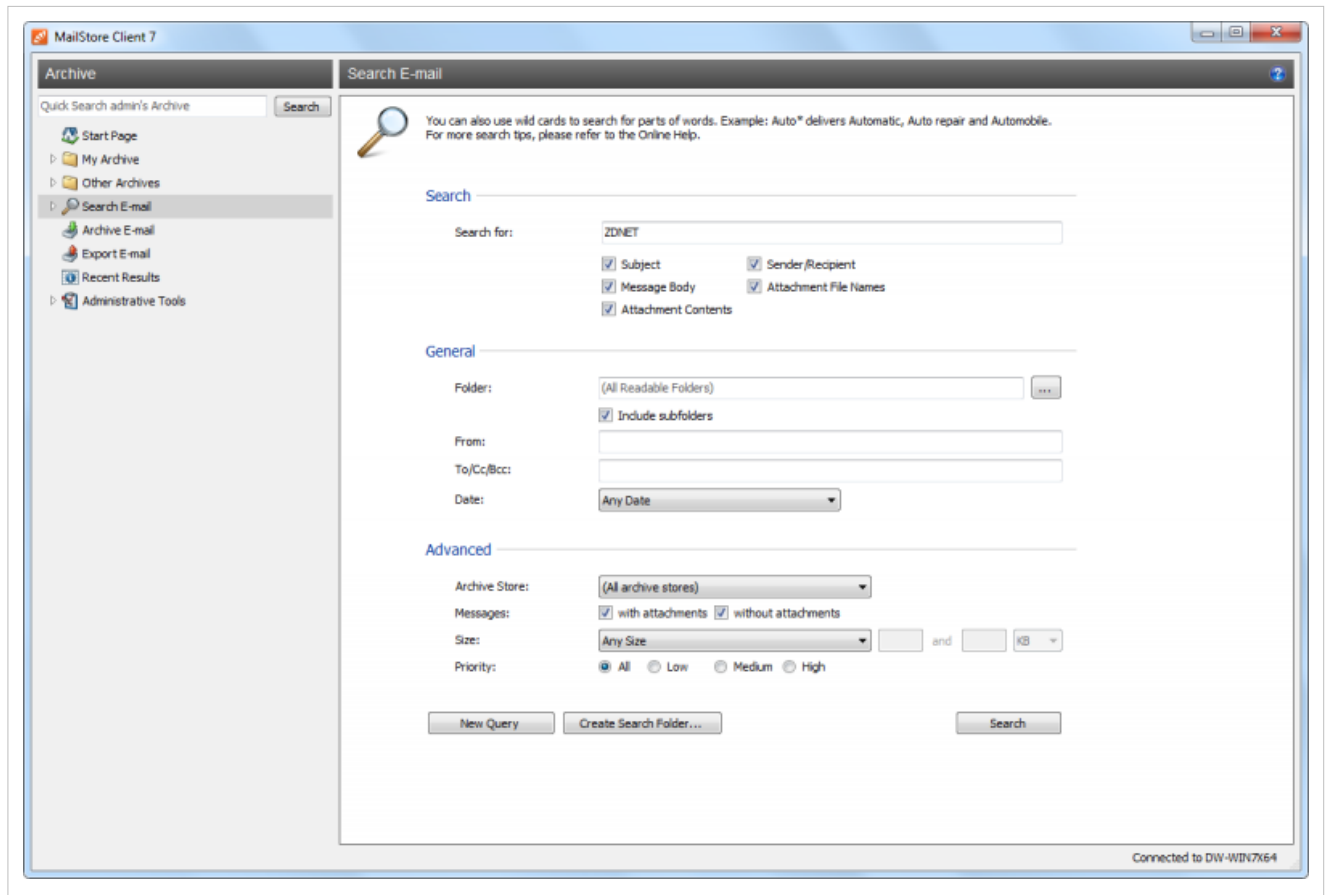 MailStore Client 7
Archive
Search E-mail
Quick Search admin's Archive Search
Start Page
My Archive
Other Archives
Search E-mail
Archive E-mail
Export E-mail
Recent Results
Administrative Tools
You can also use wild cards to search for parts of words. Example: Auto* delivers Automatic, Auto repair and Automobile.
For more search tips, please refer to the Online Help.
Search
Search for: ZDNET
Subject Sender/Recipient
Message Body Attachment File Names
Attachment Contents
General
Folder: (All Readable Folders) ...
Include subfolders
From:
To/Cc/Bcc:
Date: Any Date
Advanced
Archive Store: (All archive stores)
Messages: with attachments without attachments
Size: Any Size and KB
Priority: All Low Medium High
New Query Create Search Folder... Search
Connected to DW-WIN7X64